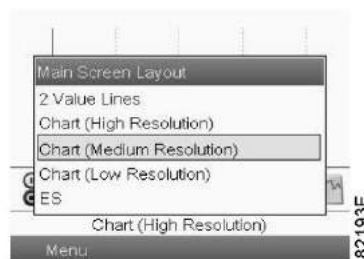 Main Screen Layout
2 Value Lines
Chart (High Resolution)
Chart (Medium Resolution)
Chart (Low Resolution)
ES
Chart (High Resolution)
Menu
82193F